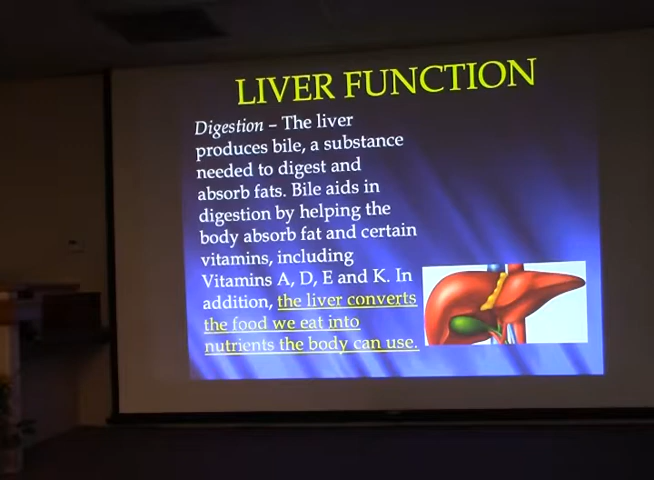 LIVER FUNCTION
Digestion – The liver
produces bile, a substance
needed to digest and
absorb fats. Bile aids in
digestion by helping the
body absorb fat and certain
vitamins, including
Vitamins A, D, E and K. In
addition, the liver converts
the food we eat into
nutrients the body can use.